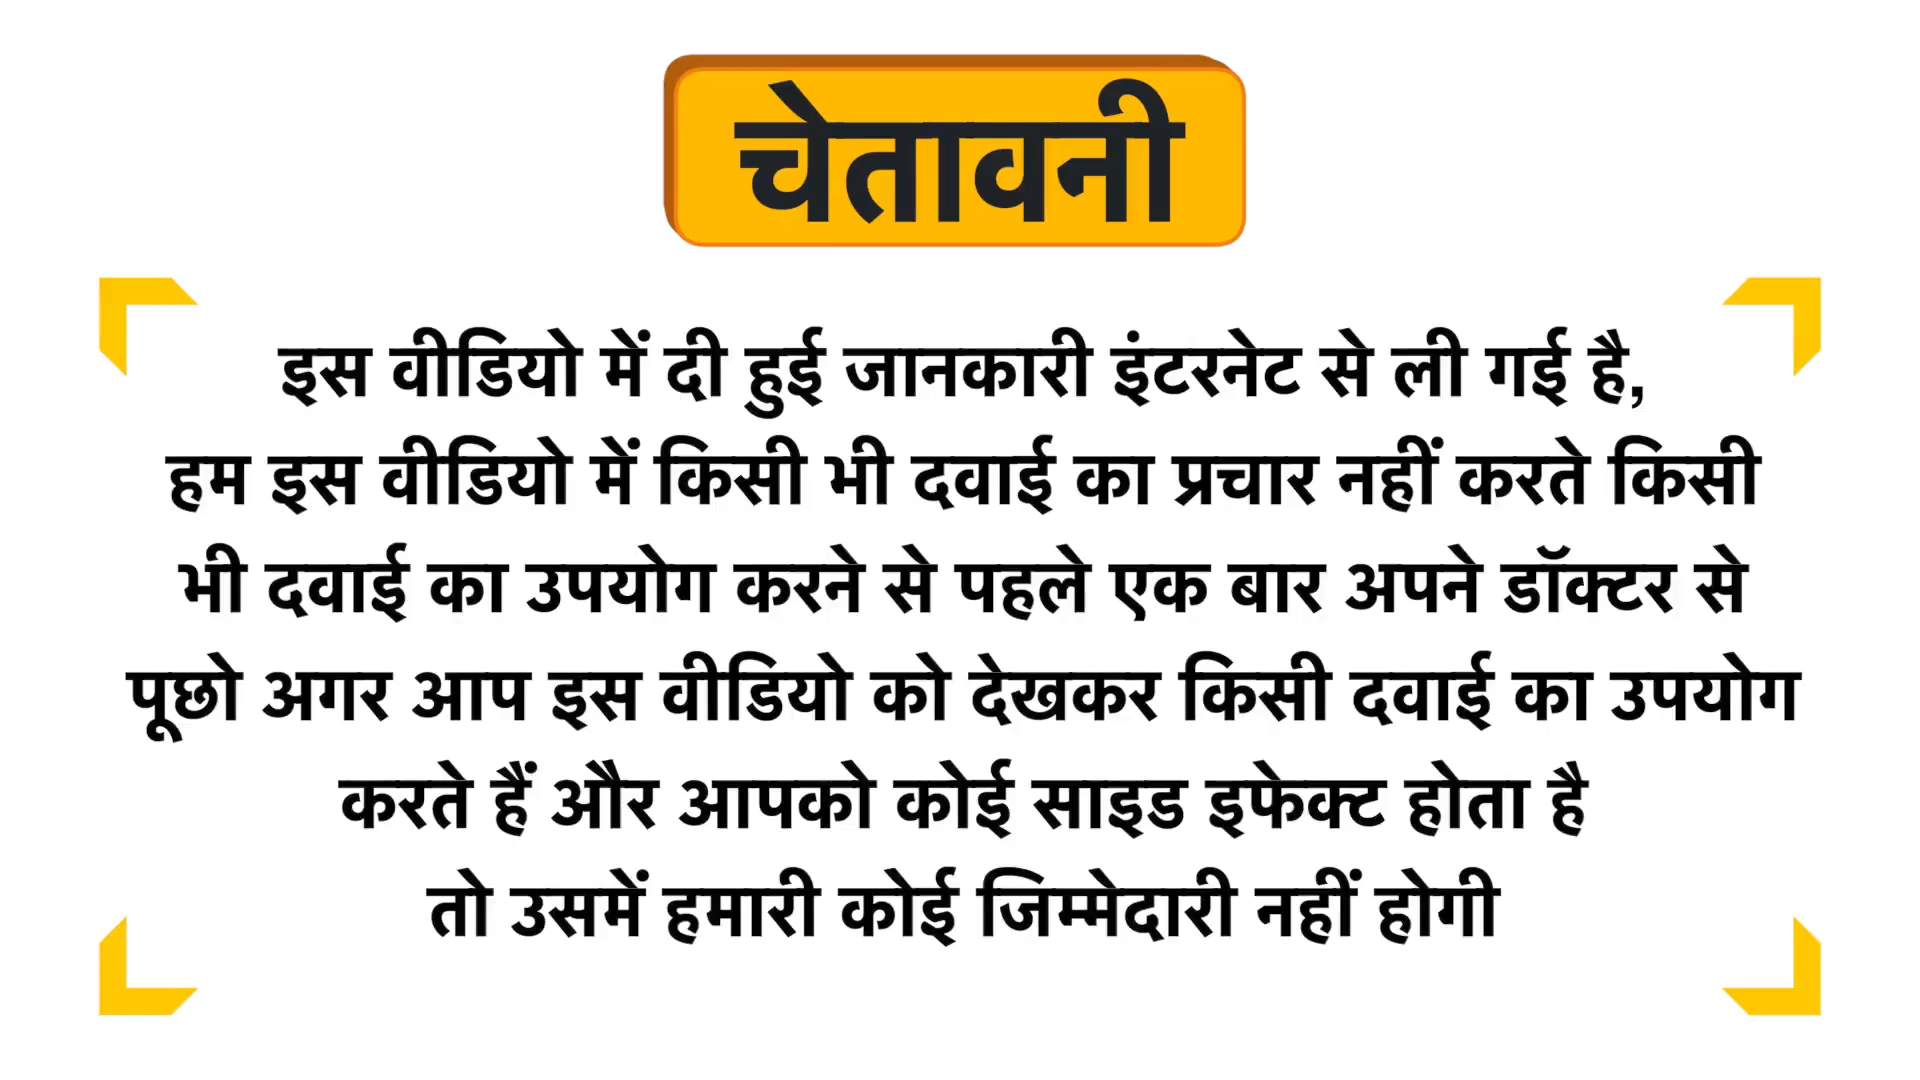 चेतावनी
इस वीडियो में दी हुई जानकारी इंटरनेट से ली गई है,
हम इस वीडियो में किसी भी दवाई का प्रचार नहीं करते किसी
भी दवाई का उपयोग करने से पहले एक बार अपने डॉक्टर से
पूछो अगर आप इस वीडियो को देखकर किसी दवाई का उपयोग
करते हैं और आपको कोई साइड इफेक्ट होता है
तो उसमें हमारी कोई जिम्मेदारी नहीं होगी